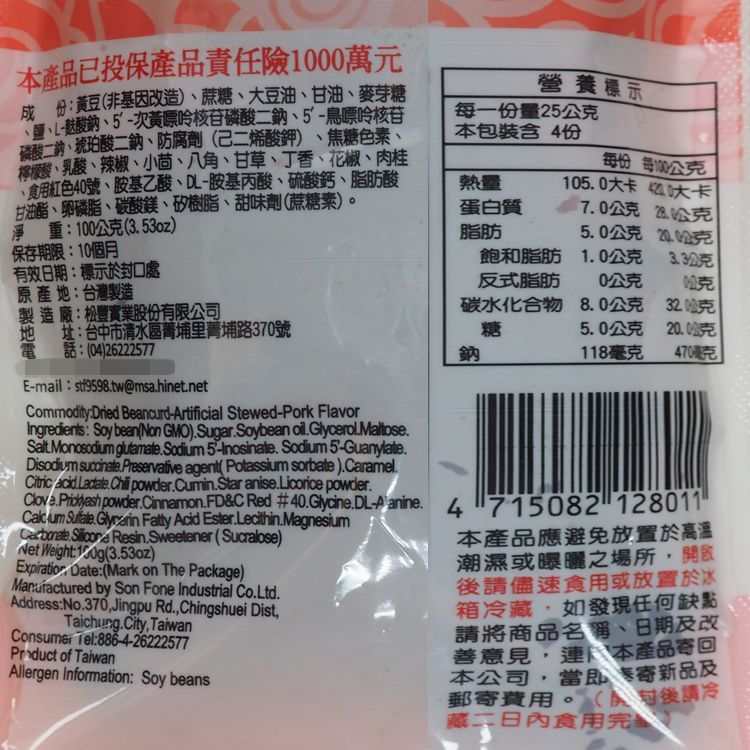 本產品已投保產品責任險1000萬元
成 份：黃豆(非基因改造)、蔗糖、大豆油、甘油、麥芽糖
、鹽、L-麩酸鈉、5'-次黃嘌呤核苷磷酸二鈉、5'-鳥嘌呤核苷
磷酸二鈉、琥珀酸二鈉、防腐劑（己二烯酸鉀）、焦糖色素、
檸檬酸、乳酸、辣椒、小茴、八角、甘草、丁香、花椒、肉桂
、食用紅色40號、胺基乙酸、DL-胺基丙酸、硫酸鈣、脂肪酸
甘油酯、卵磷脂、碳酸鎂、矽樹脂、甜味劑(蔗糖素)。
淨 重：100公克(3.53oz)
保存期限：10個月
有效日期：標示於封口處
原 產 地：台灣製造
製 造 廠：松豐實業股份有限公司
地 址：台中市清水區菁埔里菁埔路370號
電 話：(04)26222577
E-mail：stf9598.tw@msa.hinet.net
Commodity:Dried Beancurd-Artificial Stewed-Pork Flavor
Ingredients: Soy bean(Non GMO).Sugar.Soybean oil.Glycerol.Maltose.
Salt.Monosodium glutamate.Sodium 5'-Inosinate. Sodium 5'-Guanylate.
Disodium succinate.Preservative agent( Potassium sorbate ).Caramel.
Citric acid.Lactate.Chili powder.Cumin.Star anise.Licorice powder.
Clove.Pricklyash powder.Cinnamon.FD&C Red ＃40.Glycine.DL-Alanine.
Calcium Sulfate.Glycerin Fatty Acid Ester.Lecithin.Magnesium
Carbonate.Silicone Resin.Sweetener ( Sucralose)
Net Weight:100g(3.53oz)
Expiration Date:(Mark on The Package)
Manufactured by Son Fone Industrial Co.Ltd.
Address:No.370,Jingpu Rd.,Chingshuei Dist,
Taichung.City,Taiwan
Consumer Tel:886-4-26222577
Product of Taiwan
Allergen Information: Soy beans
營養標示
每一份量25公克
本包裝含 4份
每份 每100公克
熱量 105.0大卡 420.0大卡
蛋白質 7.0公克 28.0公克
脂肪 5.0公克 20.0公克
飽和脂肪 1.0公克 3.3公克
反式脂肪 0公克 0公克
碳水化合物 8.0公克 32.0公克
糖 5.0公克 20.0公克
鈉 118毫克 470毫克
4 715082 128011
本產品應避免放置於高溫
潮濕或曝曬之場所，開啟
後請儘速食用或放置於冰
箱冷藏，如發現任何缺點
請將商品名稱、日期及改
善意見，連同本產品寄回
本公司，當即奉寄新品及
郵寄費用。（開封後請冷
藏二日內食用完畢）